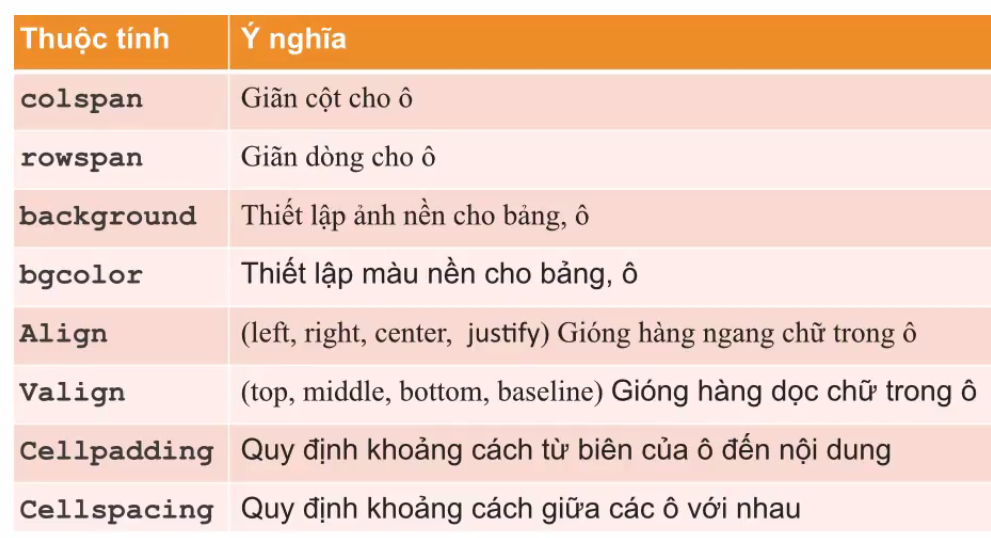 Thuộc tính Ý nghĩa
colspan Giãn cột cho ô
rowspan Giãn dòng cho ô
background Thiết lập ảnh nền cho bảng, ô
bgcolor Thiết lập màu nền cho bảng, ô
Align (left, right, center, justify) Gióng hàng ngang chữ trong ô
Valign (top, middle, bottom, baseline) Gióng hàng dọc chữ trong ô
Cellpadding Quy định khoảng cách từ biên của ô đến nội dung
Cellspacing Quy định khoảng cách giữa các ô với nhau